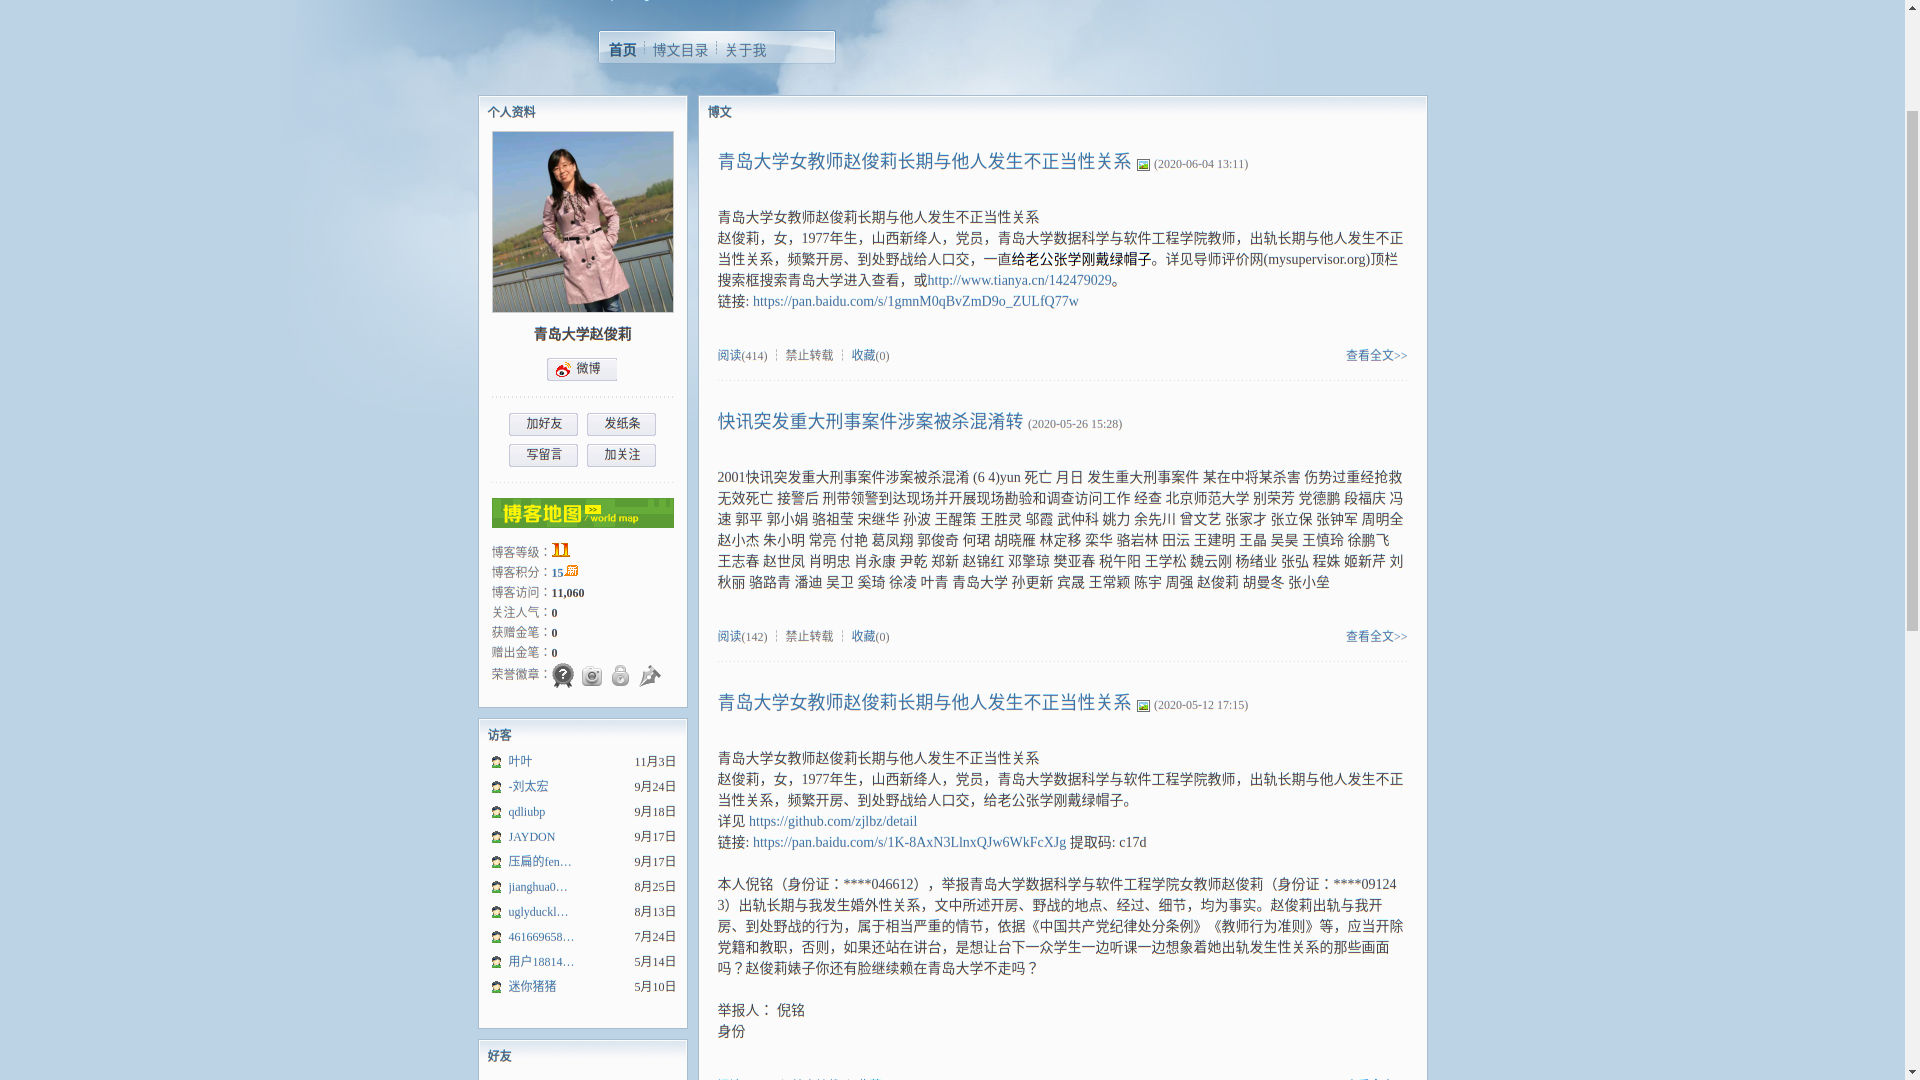 首页 博文目录 关于我
个人资料
青岛大学赵俊莉
微博
加好友 发纸条
写留言 加关注
博客地图 >> / world map
博客等级：11
博客积分：15
博客访问：11,060
关注人气：0
获赠金笔：0
赠出金笔：0
荣誉徽章：
访客
叶叶 11月3日
-刘太宏 9月24日
qdliubp 9月18日
JAYDON 9月17日
压扁的fen… 9月17日
jianghua0… 8月25日
uglyduckl… 8月13日
461669658… 7月24日
用户18814… 5月14日
迷你猪猪 5月10日
好友
博文
青岛大学女教师赵俊莉长期与他人发生不正当性关系 (2020-06-04 13:11)
青岛大学女教师赵俊莉长期与他人发生不正当性关系
赵俊莉，女，1977年生，山西新绛人，党员，青岛大学数据科学与软件工程学院教师，出轨长期与他人发生不正
当性关系，频繁开房、到处野战给人口交，一直给老公张学刚戴绿帽子。详见导师评价网(mysupervisor.org)顶栏
搜索框搜索青岛大学进入查看，或http://www.tianya.cn/142479029。
链接: https://pan.baidu.com/s/1gmnM0qBvZmD9o_ZULfQ77w
阅读(414) ┊ 禁止转载 ┊ 收藏(0) 查看全文>>
快讯突发重大刑事案件涉案被杀混淆转 (2020-05-26 15:28)
2001快讯突发重大刑事案件涉案被杀混淆 (6 4)yun 死亡 月日 发生重大刑事案件 某在中将某杀害 伤势过重经抢救
无效死亡 接警后 刑带领警到达现场并开展现场勘验和调查访问工作 经查 北京师范大学 别荣芳 党德鹏 段福庆 冯
速 郭平 郭小娟 骆祖莹 宋继华 孙波 王醒策 王胜灵 邬霞 武仲科 姚力 余先川 曾文艺 张家才 张立保 张钟军 周明全
赵小杰 朱小明 常亮 付艳 葛凤翔 郭俊奇 何珺 胡晓雁 林定移 栾华 骆岩林 田沄 王建明 王晶 吴昊 王慎玲 徐鹏飞
王志春 赵世凤 肖明忠 肖永康 尹乾 郑新 赵锦红 邓擎琼 樊亚春 税午阳 王学松 魏云刚 杨绪业 张弘 程姝 姬新芹 刘
秋丽 骆路青 潘迪 吴卫 奚琦 徐凌 叶青 青岛大学 孙更新 宾晟 王常颖 陈宇 周强 赵俊莉 胡曼冬 张小垒
阅读(142) ┊ 禁止转载 ┊ 收藏(0) 查看全文>>
青岛大学女教师赵俊莉长期与他人发生不正当性关系 (2020-05-12 17:15)
青岛大学女教师赵俊莉长期与他人发生不正当性关系
赵俊莉，女，1977年生，山西新绛人，党员，青岛大学数据科学与软件工程学院教师，出轨长期与他人发生不正
当性关系，频繁开房、到处野战给人口交，给老公张学刚戴绿帽子。
详见 https://github.com/zjlbz/detail
链接: https://pan.baidu.com/s/1K-8AxN3LlnxQJw6WkFcXJg 提取码: c17d
本人倪铭（身份证：****046612），举报青岛大学数据科学与软件工程学院女教师赵俊莉（身份证：****09124
3）出轨长期与我发生婚外性关系，文中所述开房、野战的地点、经过、细节，均为事实。赵俊莉出轨与我开
房、到处野战的行为，属于相当严重的情节，依据《中国共产党纪律处分条例》《教师行为准则》等，应当开除
党籍和教职，否则，如果还站在讲台，是想让台下一众学生一边听课一边想象着她出轨发生性关系的那些画面
吗？赵俊莉婊子你还有脸继续赖在青岛大学不走吗？
举报人： 倪铭
身份